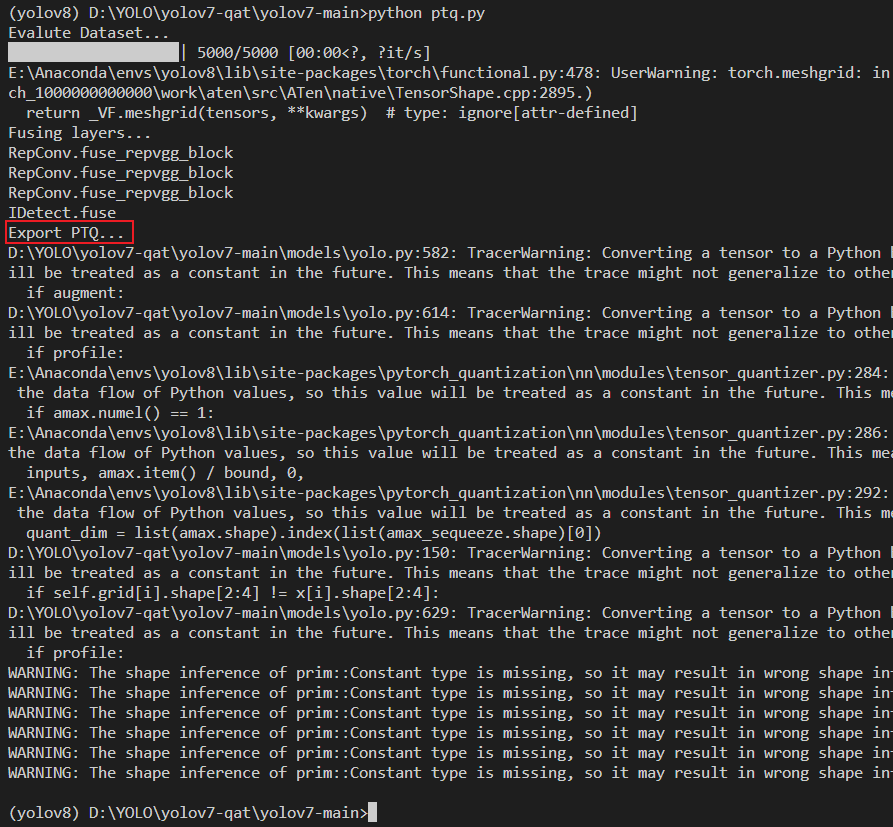 (yolov8) D:\YOLO\yolov7-qat\yolov7-main>python ptq.py
Evalute Dataset...
| 5000/5000 [00:00<?, ?it/s]
E:\Anaconda\envs\yolov8\lib\site-packages\torch\functional.py:478: UserWarning: torch.meshgrid: in
ch_1000000000000\work\aten\src\ATen\native\TensorShape.cpp:2895.)
return _VF.meshgrid(tensors, **kwargs)  # type: ignore[attr-defined]
Fusing layers...
RepConv.fuse_repvgg_block
RepConv.fuse_repvgg_block
RepConv.fuse_repvgg_block
IDetect.fuse
Export PTQ...
D:\YOLO\yolov7-qat\yolov7-main\models\yolo.py:582: TracerWarning: Converting a tensor to a Python
ill be treated as a constant in the future. This means that the trace might not generalize to othe
if augment:
D:\YOLO\yolov7-qat\yolov7-main\models\yolo.py:614: TracerWarning: Converting a tensor to a Python
ill be treated as a constant in the future. This means that the trace might not generalize to othe
if profile:
E:\Anaconda\envs\yolov8\lib\site-packages\pytorch_quantization\nn\modules\tensor_quantizer.py:284:
the data flow of Python values, so this value will be treated as a constant in the future. This m
if amax.numel() == 1:
E:\Anaconda\envs\yolov8\lib\site-packages\pytorch_quantization\nn\modules\tensor_quantizer.py:286:
the data flow of Python values, so this value will be treated as a constant in the future. This mea
inputs, amax.item() / bound, 0,
E:\Anaconda\envs\yolov8\lib\site-packages\pytorch_quantization\nn\modules\tensor_quantizer.py:292:
the data flow of Python values, so this value will be treated as a constant in the future. This m
quant_dim = list(amax.shape).index(list(amax_sequeeze.shape)[0])
D:\YOLO\yolov7-qat\yolov7-main\models\yolo.py:150: TracerWarning: Converting a tensor to a Python
ill be treated as a constant in the future. This means that the trace might not generalize to othe
if self.grid[i].shape[2:4] != x[i].shape[2:4]:
D:\YOLO\yolov7-qat\yolov7-main\models\yolo.py:629: TracerWarning: Converting a tensor to a Python
ill be treated as a constant in the future. This means that the trace might not generalize to othe
if profile:
WARNING: The shape inference of prim::Constant type is missing, so it may result in wrong shape in
WARNING: The shape inference of prim::Constant type is missing, so it may result in wrong shape in
WARNING: The shape inference of prim::Constant type is missing, so it may result in wrong shape in
WARNING: The shape inference of prim::Constant type is missing, so it may result in wrong shape in
WARNING: The shape inference of prim::Constant type is missing, so it may result in wrong shape in
WARNING: The shape inference of prim::Constant type is missing, so it may result in wrong shape in
(yolov8) D:\YOLO\yolov7-qat\yolov7-main>